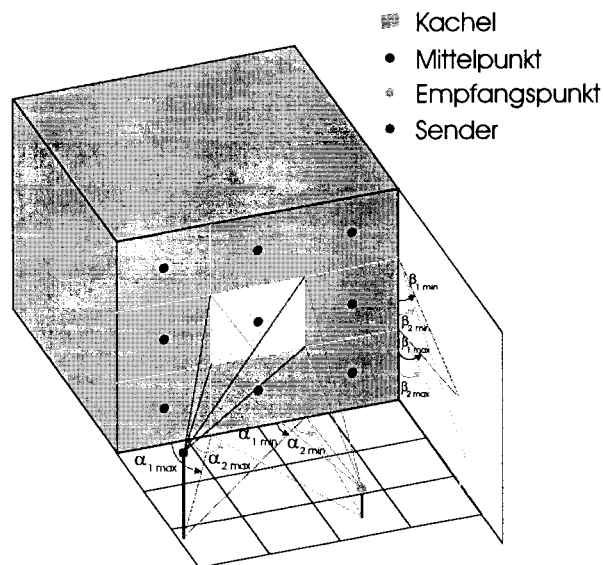 Kachel
Mittelpunkt
Empfangspunkt
Sender
β1 min
β2 min
β1 max
β2 max
α1 min
α2 min
α1 max
α2 max